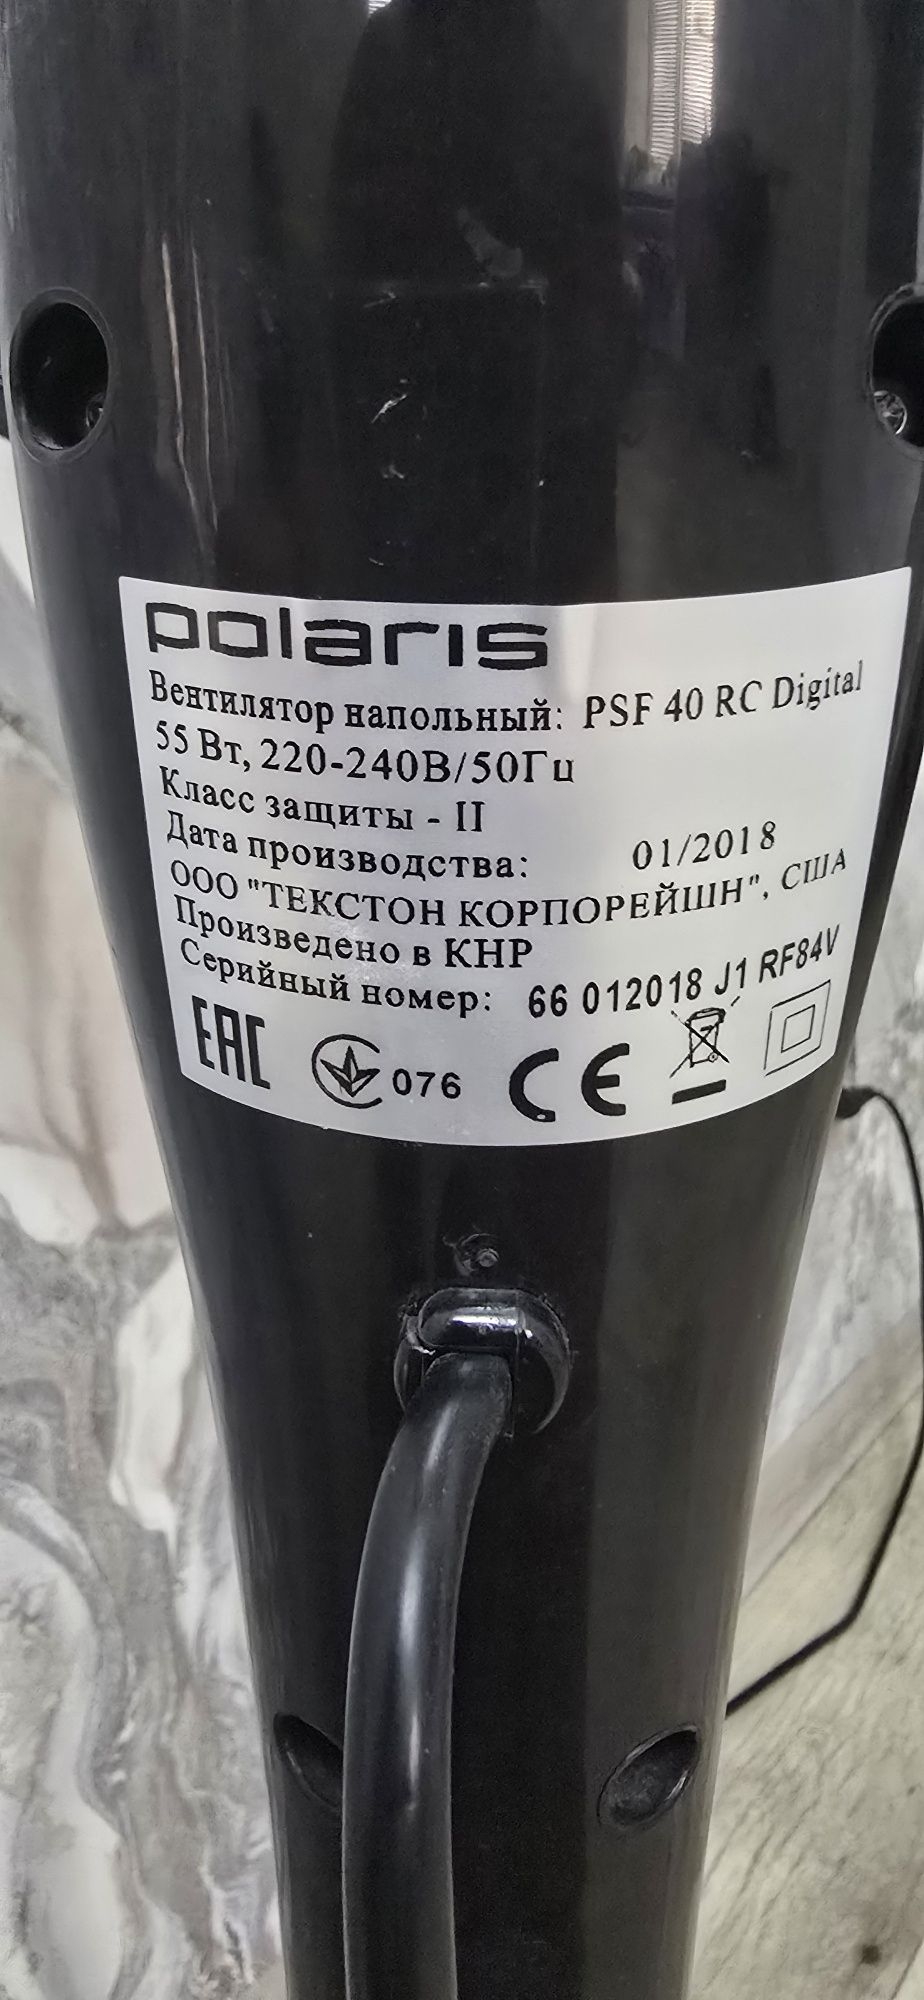 polaris
Вентилятор напольный: PSF 40 RC Digital
55 Вт, 220-240В/50Гц
Класс защиты - II
Дата производства: 01/2018
ООО "ТЕКСТОН КОРПОРЕЙШН", США
Произведено в КНР
Серийный номер: 66 012018 J1 RF84V
EAC 076 CE